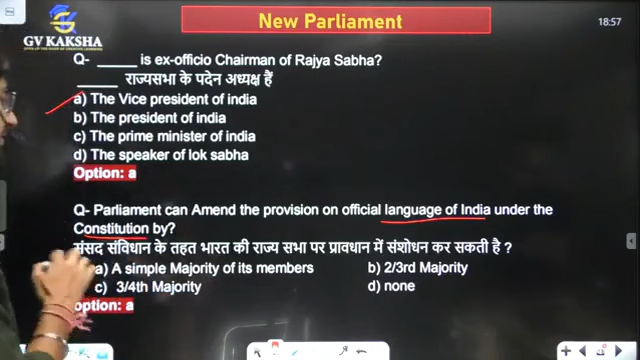 New Parliament
18:57
GV KAKSHA
Q- _____ is ex-officio Chairman of Rajya Sabha?
_____ राज्यसभा के पदेन अध्यक्ष हैं
a) The Vice president of india
b) The president of india
c) The prime minister of india
d) The speaker of lok sabha
Option: a
Q- Parliament can Amend the provision on official language of India under the
Constitution by?
संसद संविधान के तहत भारत की राज्य सभा पर प्रावधान में संशोधन कर सकती है ?
a) A simple Majority of its members b) 2/3rd Majority
c) 3/4th Majority d) none
option: a